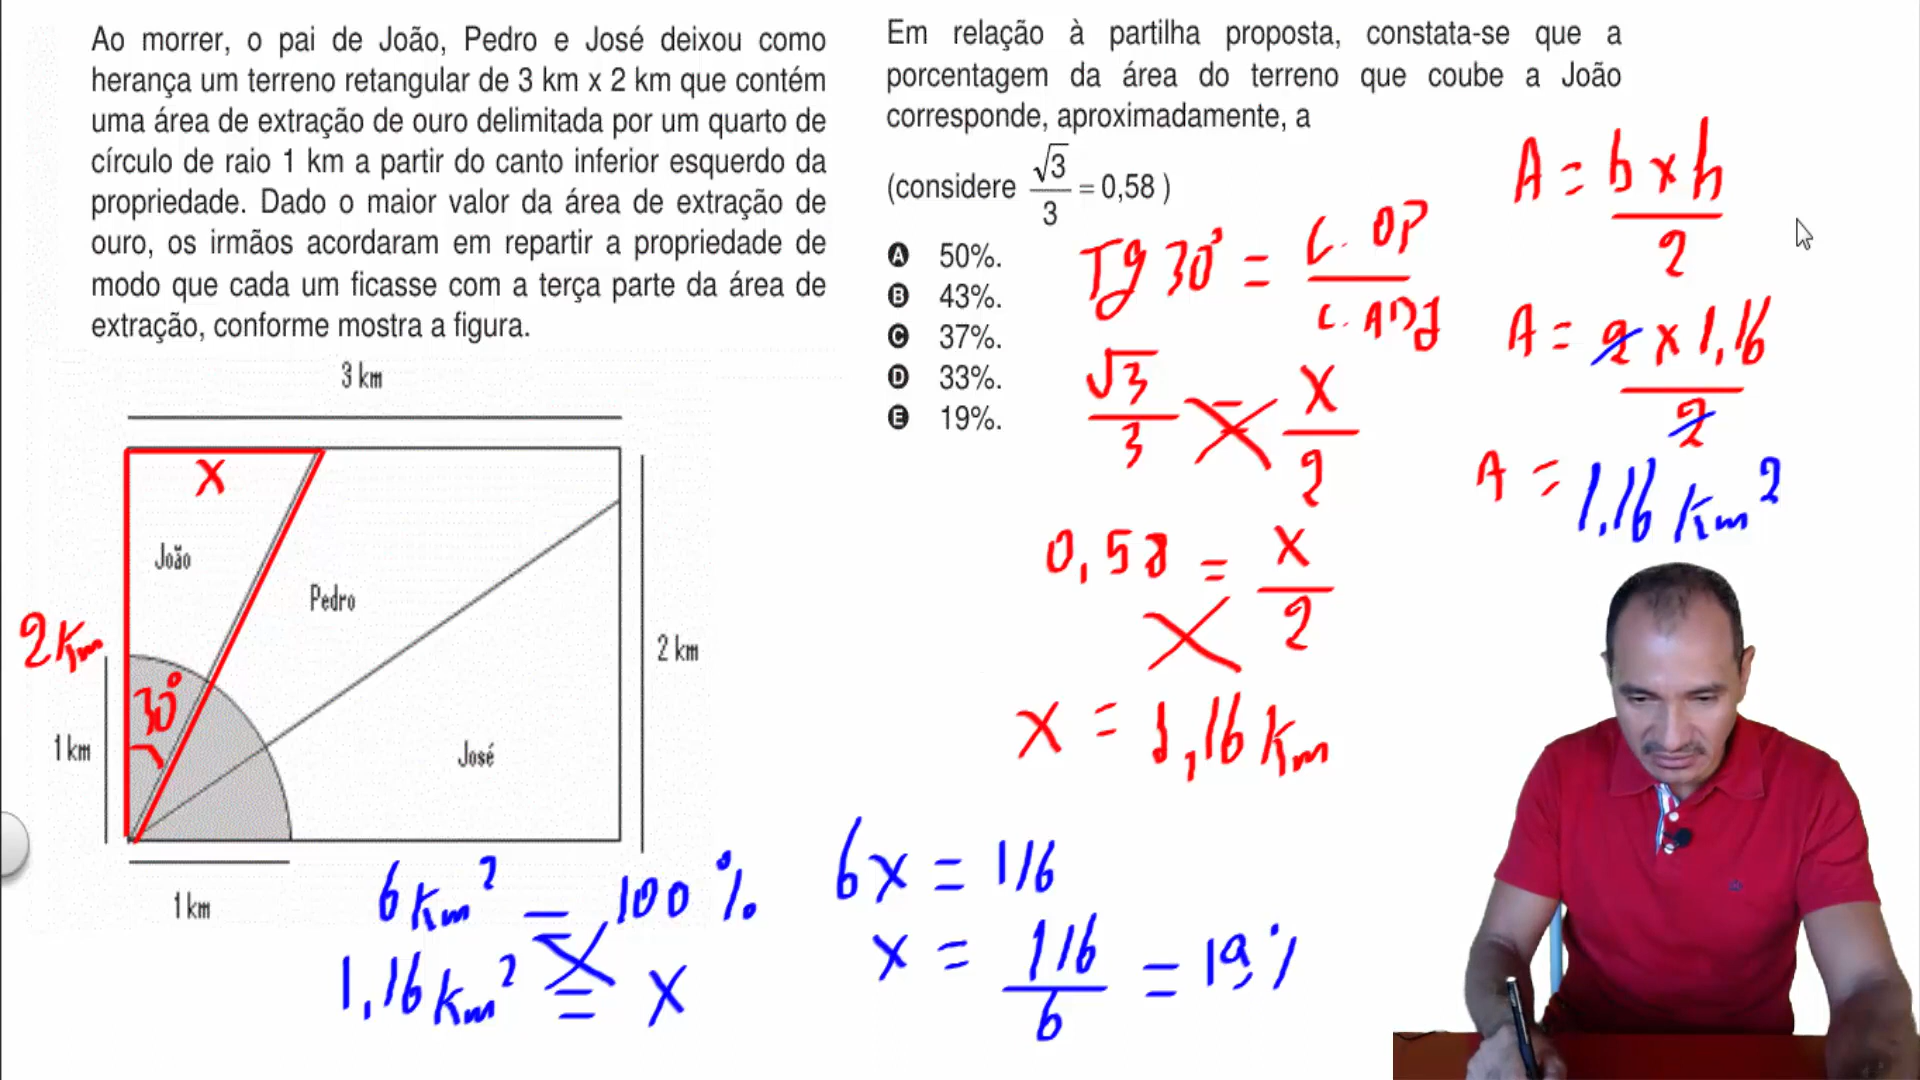 Ao morrer, o pai de João, Pedro e José deixou como
herança um terreno retangular de 3 km x 2 km que contém
uma área de extração de ouro delimitada por um quarto de
círculo de raio 1 km a partir do canto inferior esquerdo da
propriedade. Dado o maior valor da área de extração de
ouro, os irmãos acordaram em repartir a propriedade de
modo que cada um ficasse com a terça parte da área de
extração, conforme mostra a figura.
3 km
X
João
Pedro
2 Km
2 km
30°
1 km
José
1 km
6 Km² = 100 %
1,16 Km² = X
Em relação à partilha proposta, constata-se que a
porcentagem da área do terreno que coube a João
corresponde, aproximadamente, a
(considere √3/3 = 0,58 )
A 50%.
B 43%.
C 37%.
D 33%.
E 19%.
Tg 30° = C. OP / C. ADJ
√3/3 = X/2
0,58 = X/2
X = 1,16 Km
6X = 116
X = 116/6 = 19%
A = b x h / 2
A = 2 x 1,16 / 2
A = 1,16 Km²